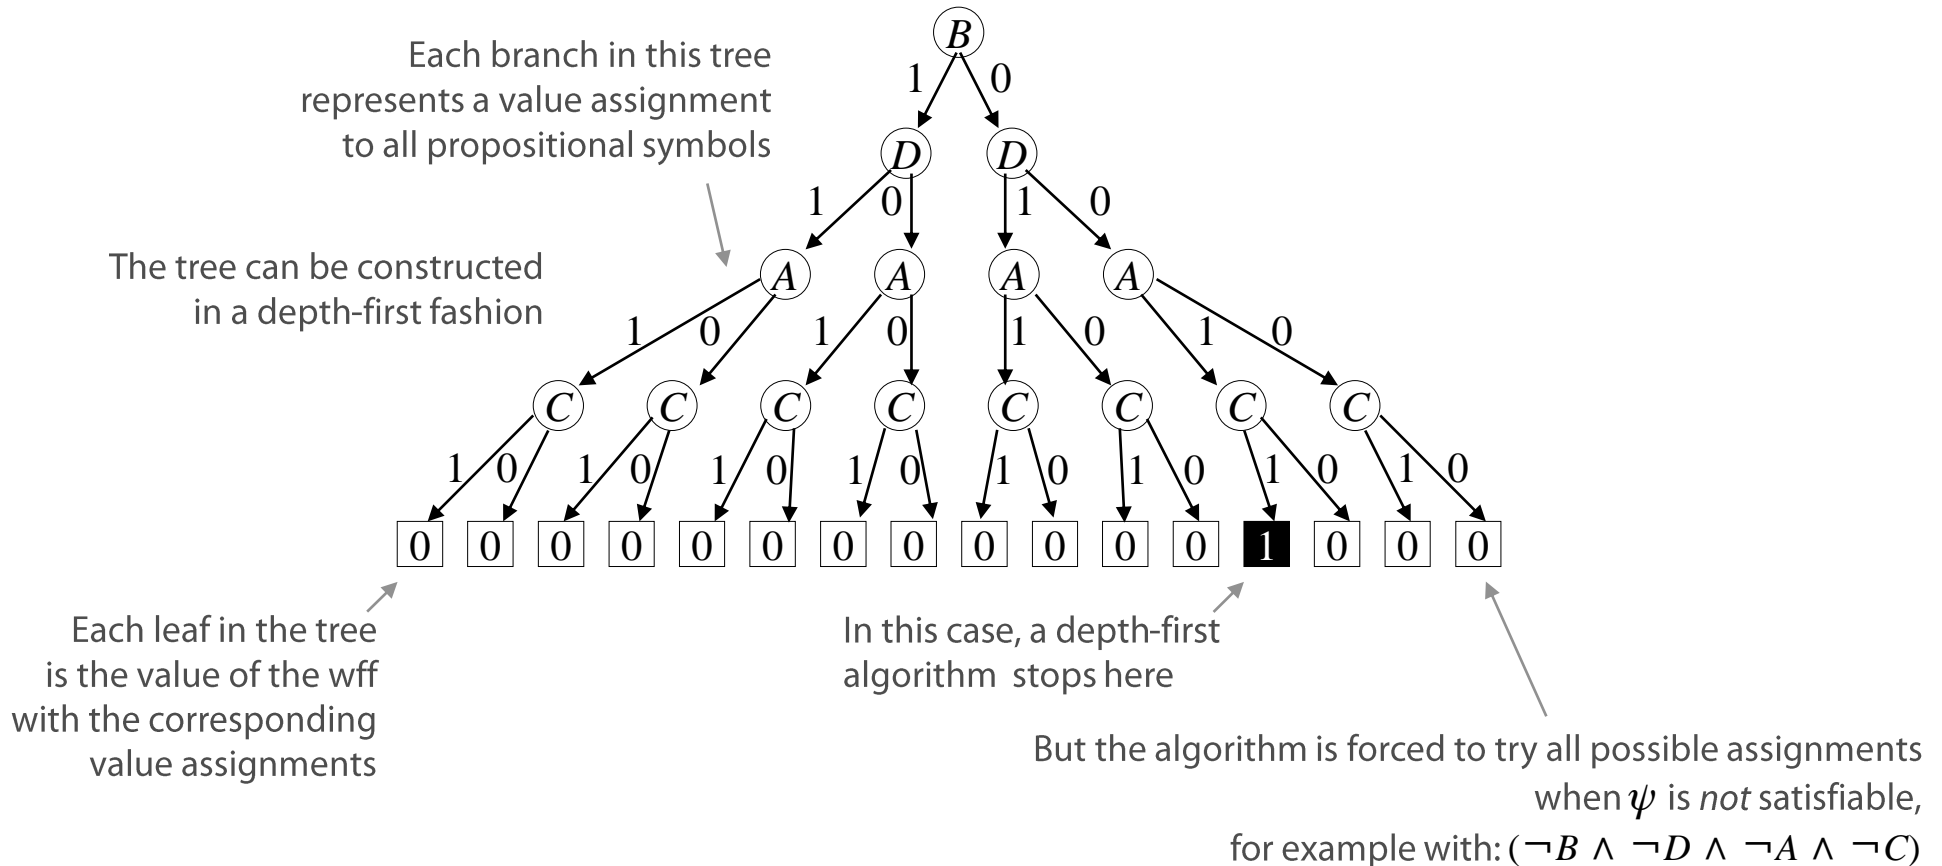 B
Each branch in this tree
represents a value assignment
to all propositional symbols
1 0
D D
1 0 1 0
The tree can be constructed
in a depth-first fashion
A A A A
1 0 1 0 1 0 1 0
C C C C C C C C
1 0 1 0 1 0 1 0 1 0 1 0 1 0 1 0
0 0 0 0 0 0 0 0 0 0 0 0 1 0 0 0
Each leaf in the tree
is the value of the wff
with the corresponding
value assignments
In this case, a depth-first
algorithm stops here
But the algorithm is forced to try all possible assignments
when ψ is not satisfiable,
for example with: (¬B ∧ ¬D ∧ ¬A ∧ ¬C)